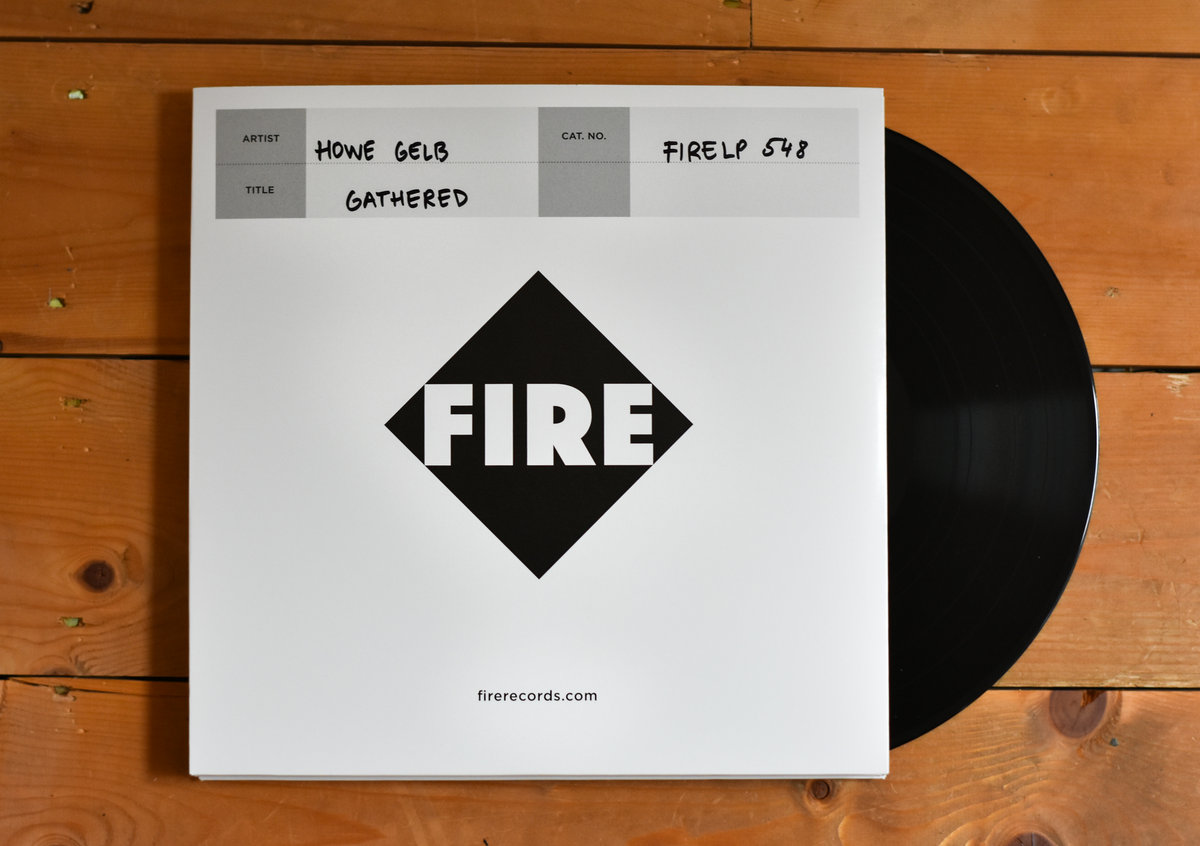 ARTIST HOWE GELB CAT. NO. FIRELP 548
TITLE GATHERED
FIRE
firerecords.com